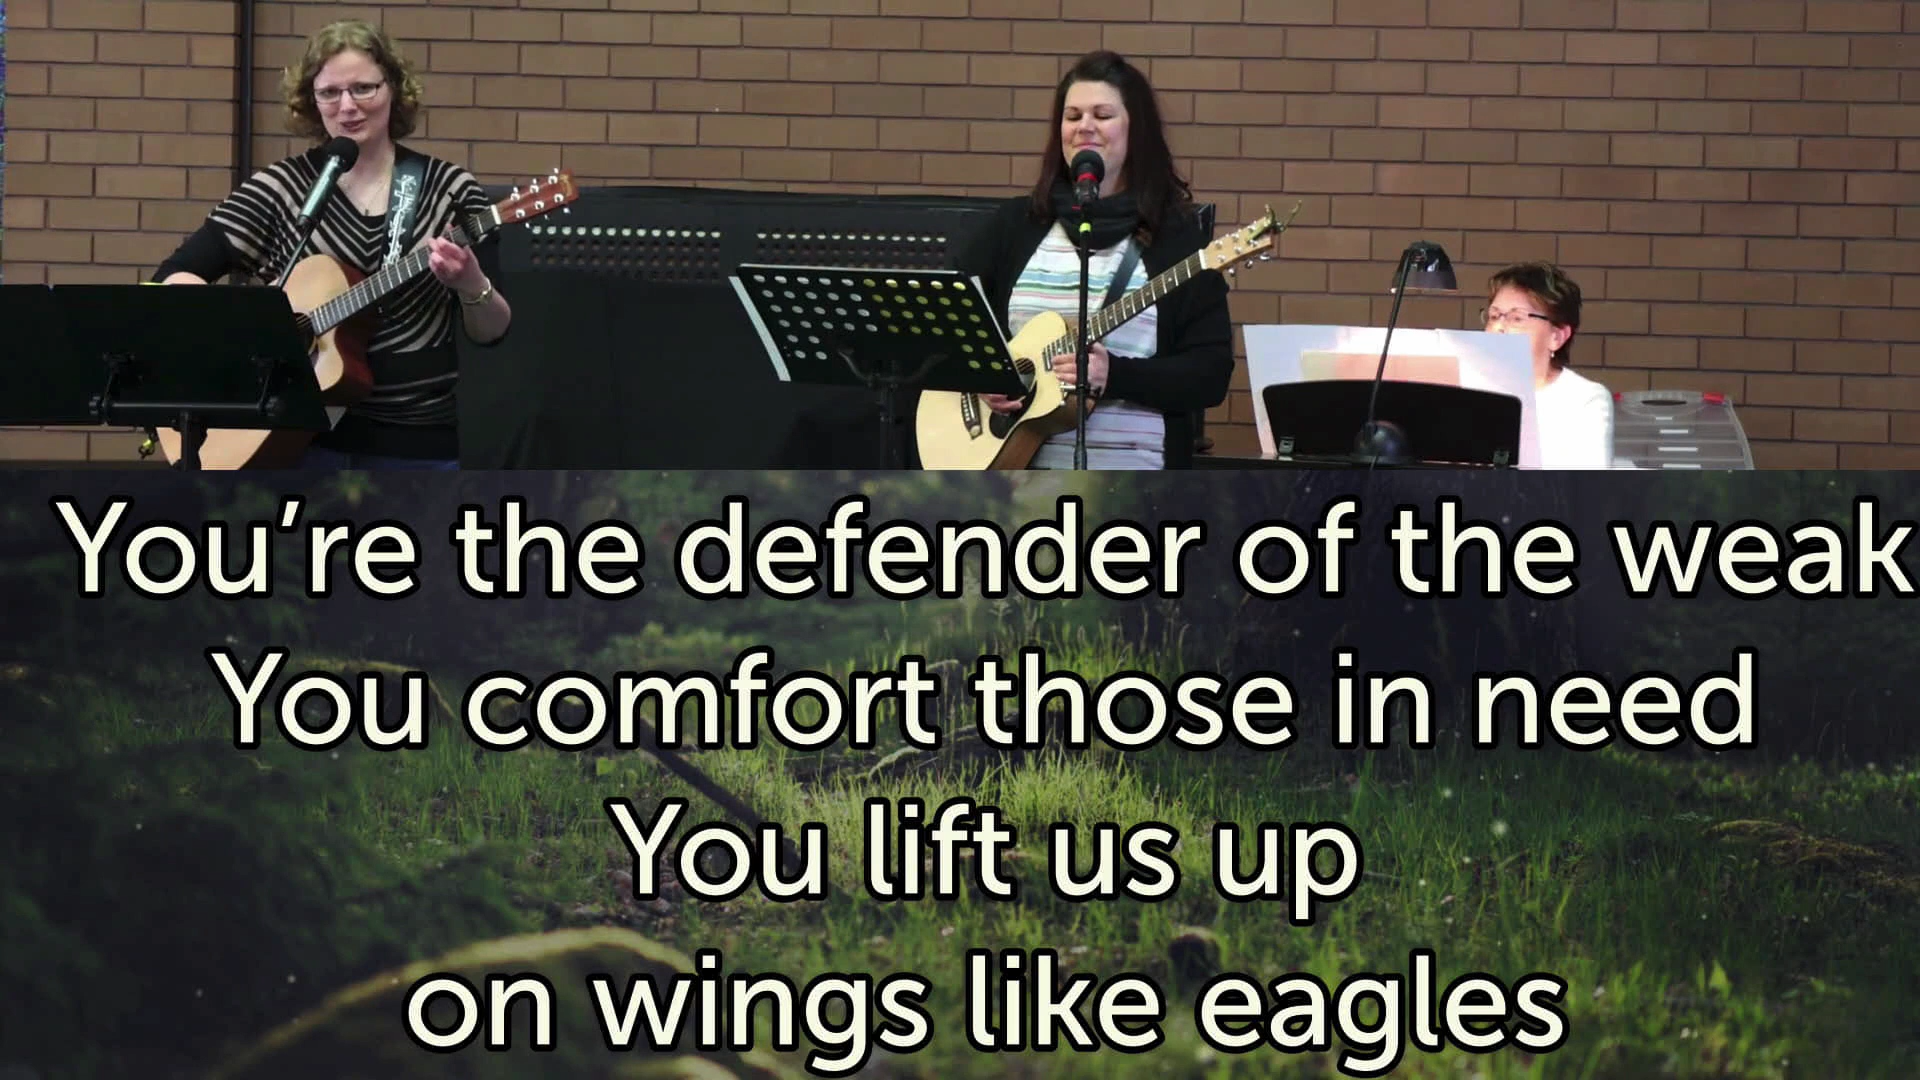 You’re the defender of the weak
You comfort those in need
You lift us up
on wings like eagles